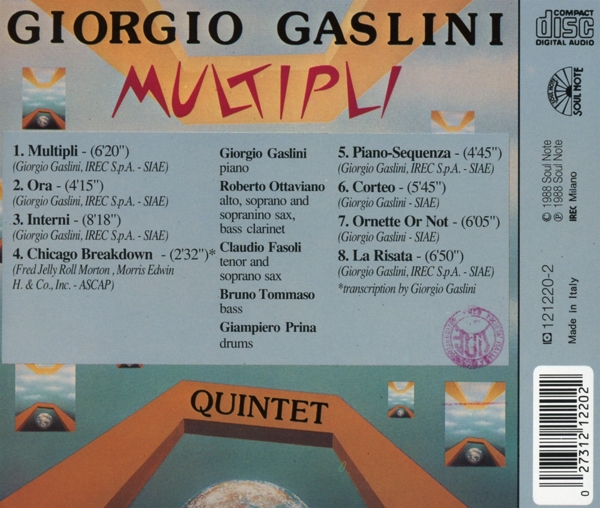 GIORGIO GASLINI
MULTIPLI
1. Multipli - (6'20")
(Giorgio Gaslini, IREC S.p.A. - SIAE)
2. Ora - (4'15")
(Giorgio Gaslini, IREC S.p.A. - SIAE)
3. Interni - (8'18")
(Giorgio Gaslini, IREC S.p.A. - SIAE)
4. Chicago Breakdown - (2'32")*
(Fred Jelly Roll Morton , Morris Edwin
H. & Co., Inc. - ASCAP)
Giorgio Gaslini
piano
Roberto Ottaviano
alto, soprano and
sopranino sax,
bass clarinet
Claudio Fasoli
tenor and
soprano sax
Bruno Tommaso
bass
Giampiero Prina
drums
5. Piano-Sequenza - (4'45")
(Giorgio Gaslini, IREC S.p.A. - SIAE)
6. Corteo - (5'45")
(Giorgio Gaslini - SIAE)
7. Ornette Or Not - (6'05")
(Giorgio Gaslini - SIAE)
8. La Risata - (6'50")
(Giorgio Gaslini, IREC S.p.A. - SIAE)
*transcription by Giorgio Gaslini
QUINTET
COMPACT
disc
DIGITAL AUDIO
SOUL NOTE
SOUL NOTE
© 1988 Soul Note
℗ 1988 Soul Note
IREC Milano
121220-2
Made in Italy
0 27312 12202